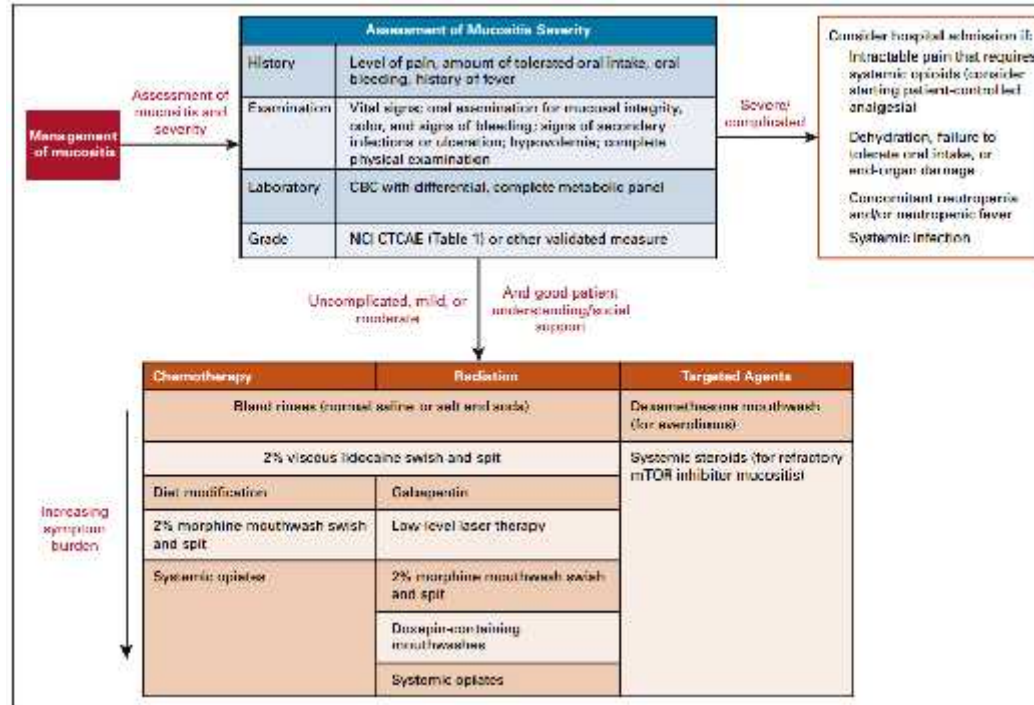 Management
of mucositis
Assessment of
mucositis and
severity
Assessment of Mucositis Severity
History
Level of pain, amount of tolerated oral intake, oral
bleeding, history of fever
Examination
Vital signs; oral examination for mucosal integrity,
color, and signs of bleeding; signs of secondary
infections or ulceration; hypovolemia; complete
physical examination
Laboratory
CBC with differential, complete metabolic panel
Grade
NCI CTCAE (Table 1) or other validated measure
Severe/
complicated
Consider hospital admission if:
Intractable pain that requires
systemic opioids (consider
starting patient-controlled
analgesia)
Dehydration, failure to
tolerate oral intake, or
end-organ damage
Concomitant neutropenia
and/or neutropenic fever
Systemic infection
Uncomplicated, mild, or
moderate
And good patient
understanding/social
support
Increasing
symptom
burden
Chemotherapy
Radiation
Targeted Agents
Bland rinses (normal saline or salt and soda)
Dexamethasone mouthwash
(for everolimus)
2% viscous lidocaine swish and spit
Systemic steroids (for refractory
mTOR inhibitor mucositis)
Diet modification
Gabapentin
2% morphine mouthwash swish
and spit
Low-level laser therapy
Systemic opiates
2% morphine mouthwash swish
and spit
Doxepin-containing
mouthwashes
Systemic opiates